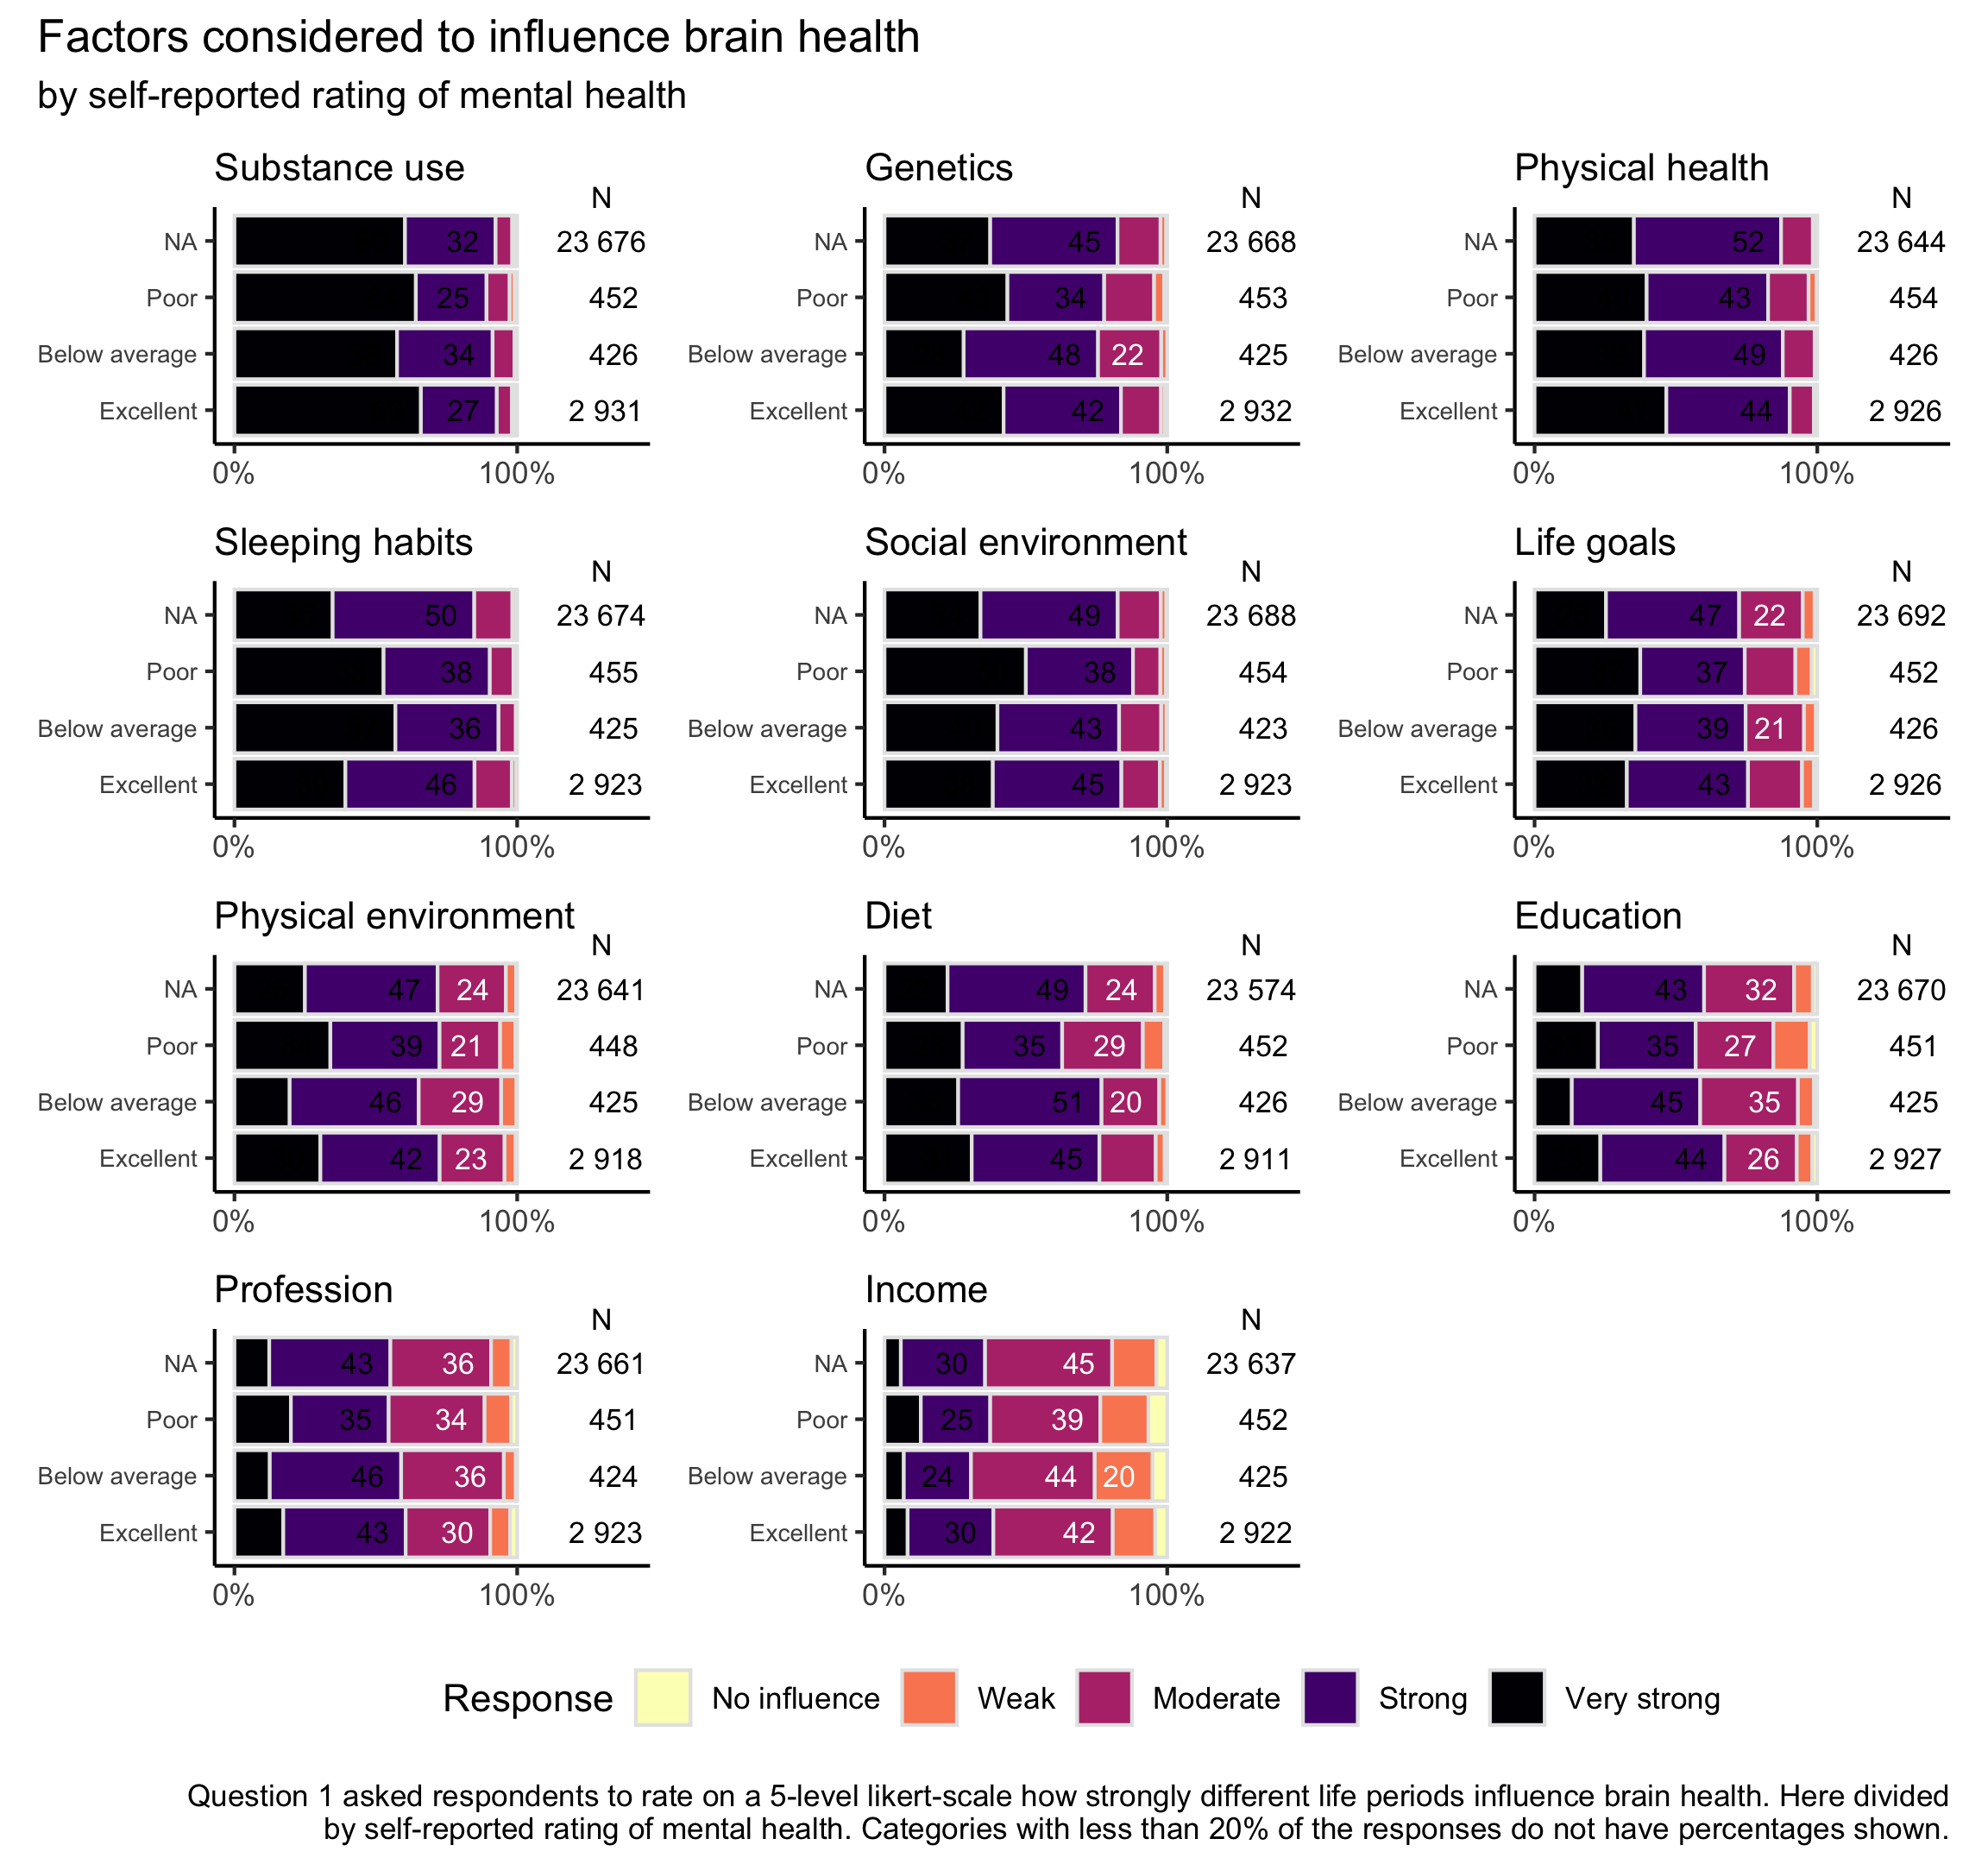 Factors considered to influence brain health
by self-reported rating of mental health
Substance use
N
NA 32 23 676
Poor 25 452
Below average 34 426
Excellent 27 2 931
0% 100%
Genetics
N
NA 45 23 668
Poor 34 453
Below average 48 22 425
Excellent 42 2 932
0% 100%
Physical health
N
NA 52 23 644
Poor 43 454
Below average 49 426
Excellent 44 2 926
0% 100%
Sleeping habits
N
NA 50 23 674
Poor 38 455
Below average 36 425
Excellent 46 2 923
0% 100%
Social environment
N
NA 49 23 688
Poor 38 454
Below average 43 423
Excellent 45 2 923
0% 100%
Life goals
N
NA 47 22 23 692
Poor 37 452
Below average 39 21 426
Excellent 43 2 926
0% 100%
Physical environment
N
NA 47 24 23 641
Poor 39 21 448
Below average 46 29 425
Excellent 42 23 2 918
0% 100%
Diet
N
NA 49 24 23 574
Poor 35 29 452
Below average 51 20 426
Excellent 45 2 911
0% 100%
Education
N
NA 43 32 23 670
Poor 35 27 451
Below average 45 35 425
Excellent 44 26 2 927
0% 100%
Profession
N
NA 43 36 23 661
Poor 35 34 451
Below average 46 36 424
Excellent 43 30 2 923
0% 100%
Income
N
NA 30 45 23 637
Poor 25 39 452
Below average 24 44 20 425
Excellent 30 42 2 922
0% 100%
Response No influence Weak Moderate Strong Very strong
Question 1 asked respondents to rate on a 5-level likert-scale how strongly different life periods influence brain health. Here divided
by self-reported rating of mental health. Categories with less than 20% of the responses do not have percentages shown.